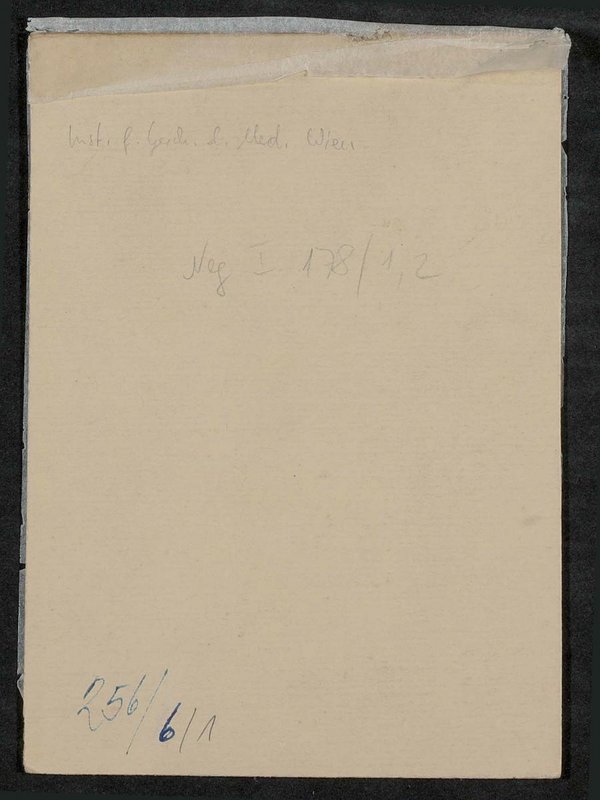 Inst. f. Gesch. d. Med. Wien
Neg I 178/1,2
256/6/1